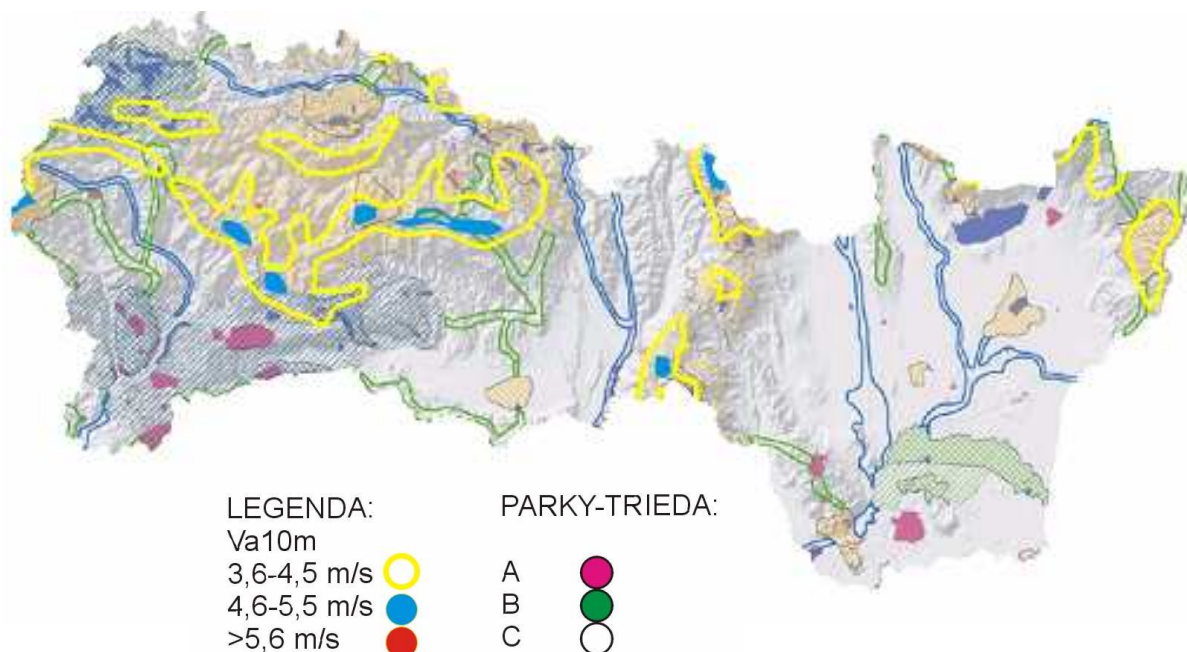 LEGENDA:
Va10m
3,6-4,5 m/s
4,6-5,5 m/s
>5,6 m/s
PARKY-TRIEDA:
A
B
C